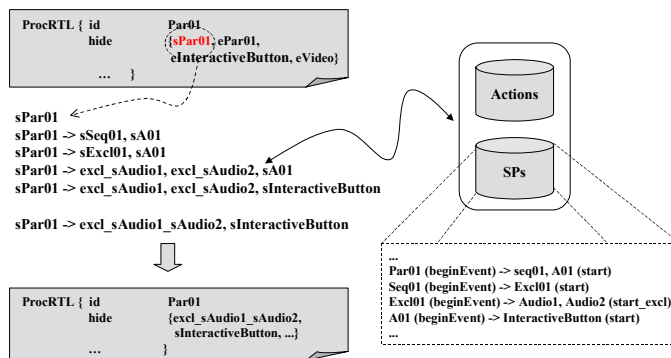 ProcRTL { id Par01
hide {sPar01, ePar01,
eInteractiveButton, eVideo}
... }
sPar01
sPar01 -> sSeq01, sA01
sPar01 -> sExcl01, sA01
sPar01 -> excl_sAudio1, excl_sAudio2, sA01
sPar01 -> excl_sAudio1, excl_sAudio2, sInteractiveButton
sPar01 -> excl_sAudio1_sAudio2, sInteractiveButton
ProcRTL { id Par01
hide {excl_sAudio1_sAudio2,
sInteractiveButton, ...}
... }
Actions
SPs
...
Par01 (beginEvent) -> seq01, A01 (start)
Seq01 (beginEvent) -> Excl01 (start)
Excl01 (beginEvent) -> Audio1, Audio2 (start_excl)
A01 (beginEvent) -> InteractiveButton (start)
...